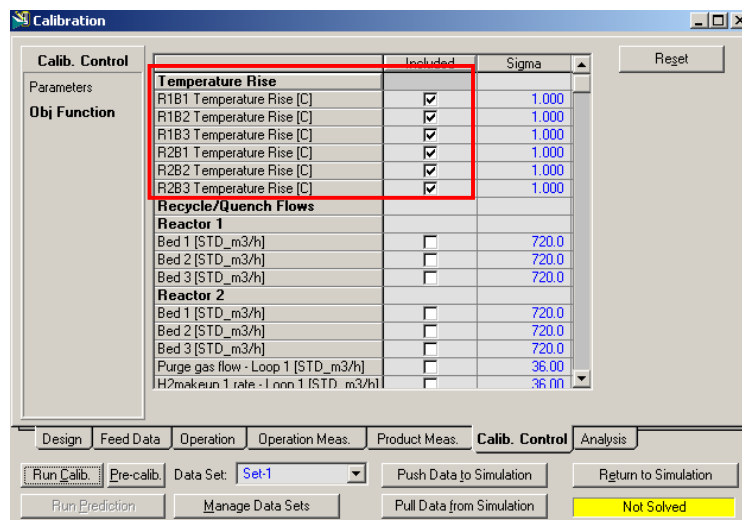 Calibration
Calib. Control
Parameters
Obj Function
Included Sigma
Reset
Temperature Rise
R1B1 Temperature Rise [C] 1.000
R1B2 Temperature Rise [C] 1.000
R1B3 Temperature Rise [C] 1.000
R2B1 Temperature Rise [C] 1.000
R2B2 Temperature Rise [C] 1.000
R2B3 Temperature Rise [C] 1.000
Recycle/Quench Flows
Reactor 1
Bed 1 [STD_m3/h] 720.0
Bed 2 [STD_m3/h] 720.0
Bed 3 [STD_m3/h] 720.0
Reactor 2
Bed 1 [STD_m3/h] 720.0
Bed 2 [STD_m3/h] 720.0
Bed 3 [STD_m3/h] 720.0
Purge gas flow - Loop 1 [STD_m3/h] 36.00
H2makeup 1 rate - Loop 1 [STD_m3/h] 36.00
Design Feed Data Operation Operation Meas. Product Meas. Calib. Control Analysis
Run Calib. Pre-calib. Data Set: Set-1 Push Data to Simulation Return to Simulation
Run Prediction Manage Data Sets Pull Data from Simulation Not Solved